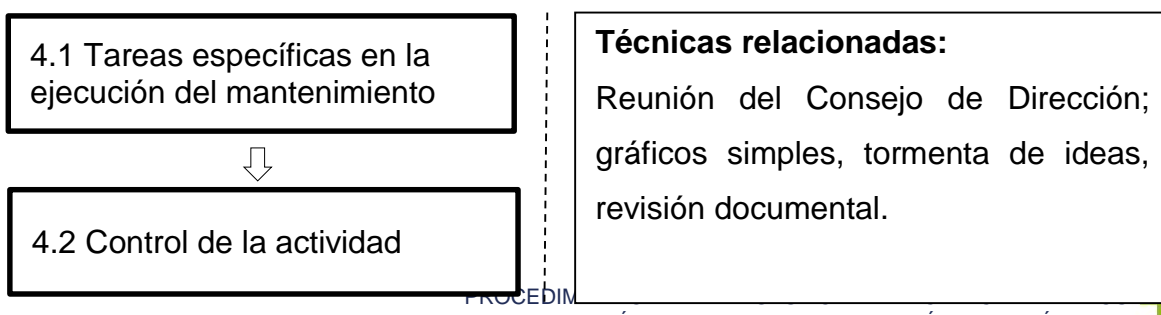 4.1 Tareas específicas en la
ejecución del mantenimiento
4.2 Control de la actividad
Técnicas relacionadas:
Reunión del Consejo de Dirección;
gráficos simples, tormenta de ideas,
revisión documental.